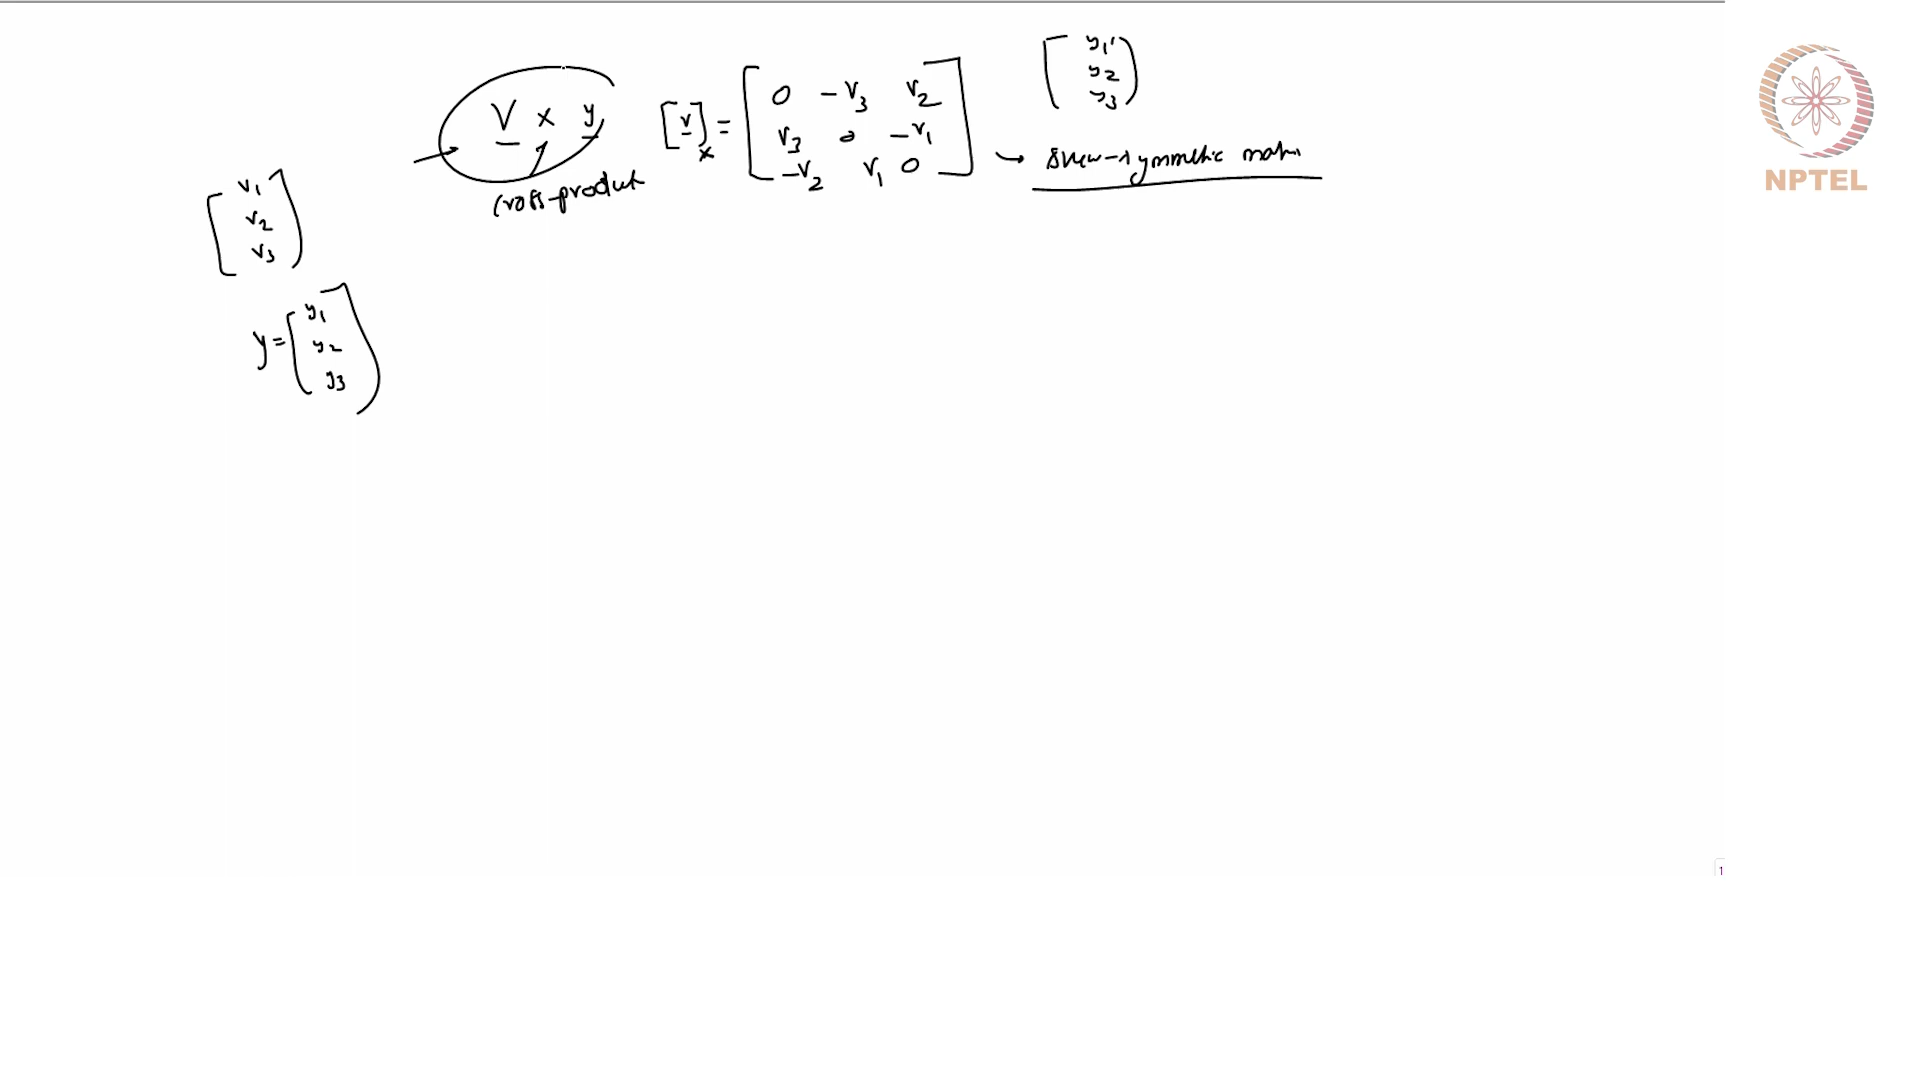 V x y [v]x = [ 0 -v3 v2
v3 0 -v1
-v2 v1 0 ]
[ y1
y2
y3 ]
→ skew-symmetric
cross-product
[ v1
v2
v3 ]
y = [ y1
y2
y3 ]
NPTEL
1